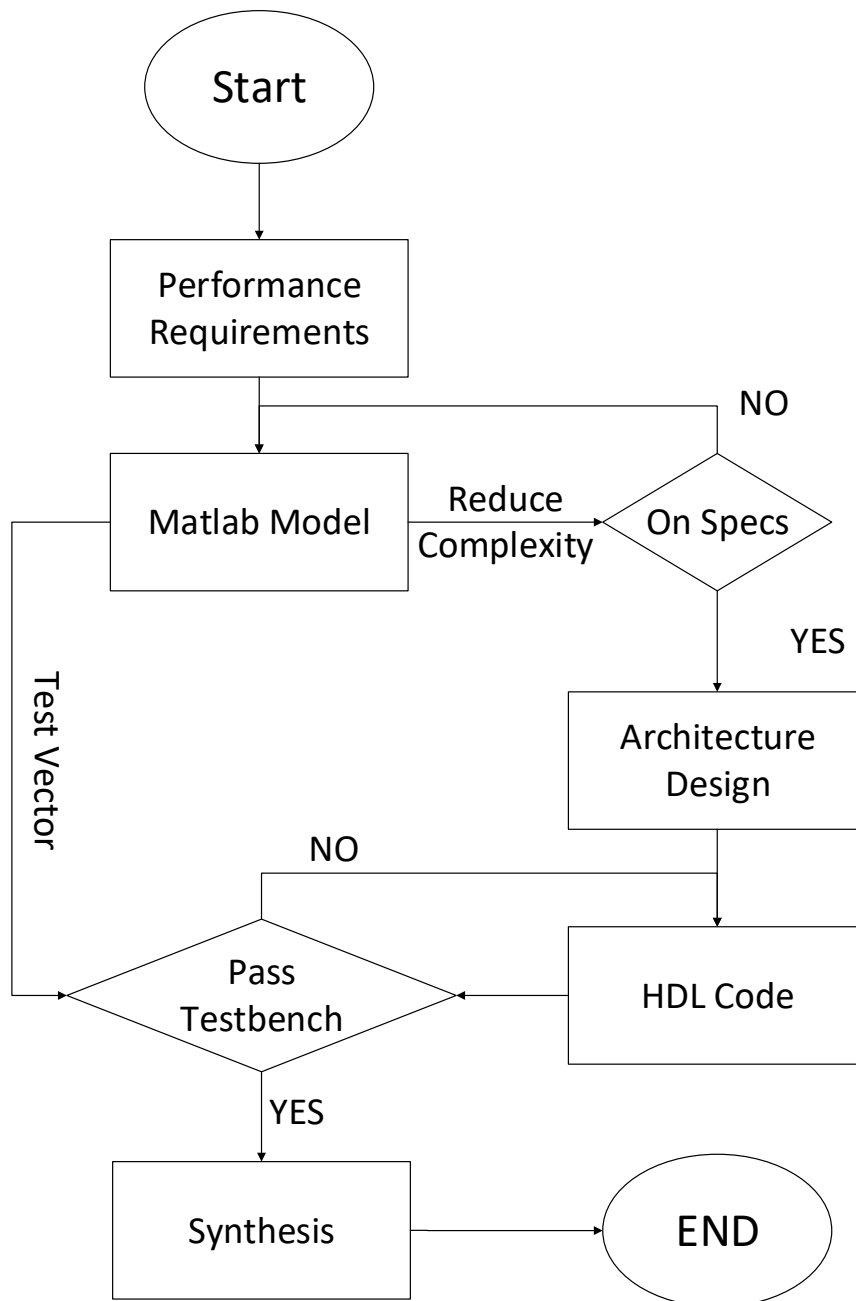 Start
Performance
Requirements
NO
Matlab Model
Reduce
Complexity
On Specs
YES
Test Vector
Architecture
Design
NO
Pass
Testbench
HDL Code
YES
Synthesis
END